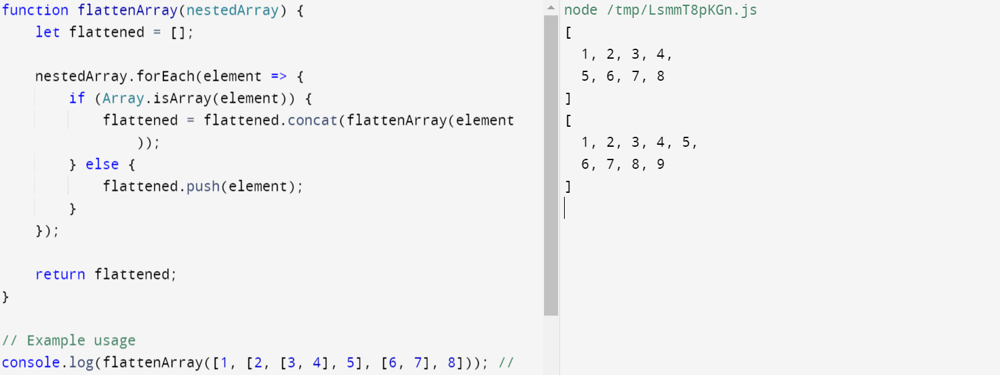 function flattenArray(nestedArray) {
    let flattened = [];

    nestedArray.forEach(element => {
        if (Array.isArray(element)) {
            flattened = flattened.concat(flattenArray(element
                ));
        } else {
            flattened.push(element);
        }
    });

    return flattened;
}

// Example usage
console.log(flattenArray([1, [2, [3, 4], 5], [6, 7], 8])); //
node /tmp/LsmmT8pKGn.js
[
  1, 2, 3, 4,
  5, 6, 7, 8
]
[
  1, 2, 3, 4, 5,
  6, 7, 8, 9
]